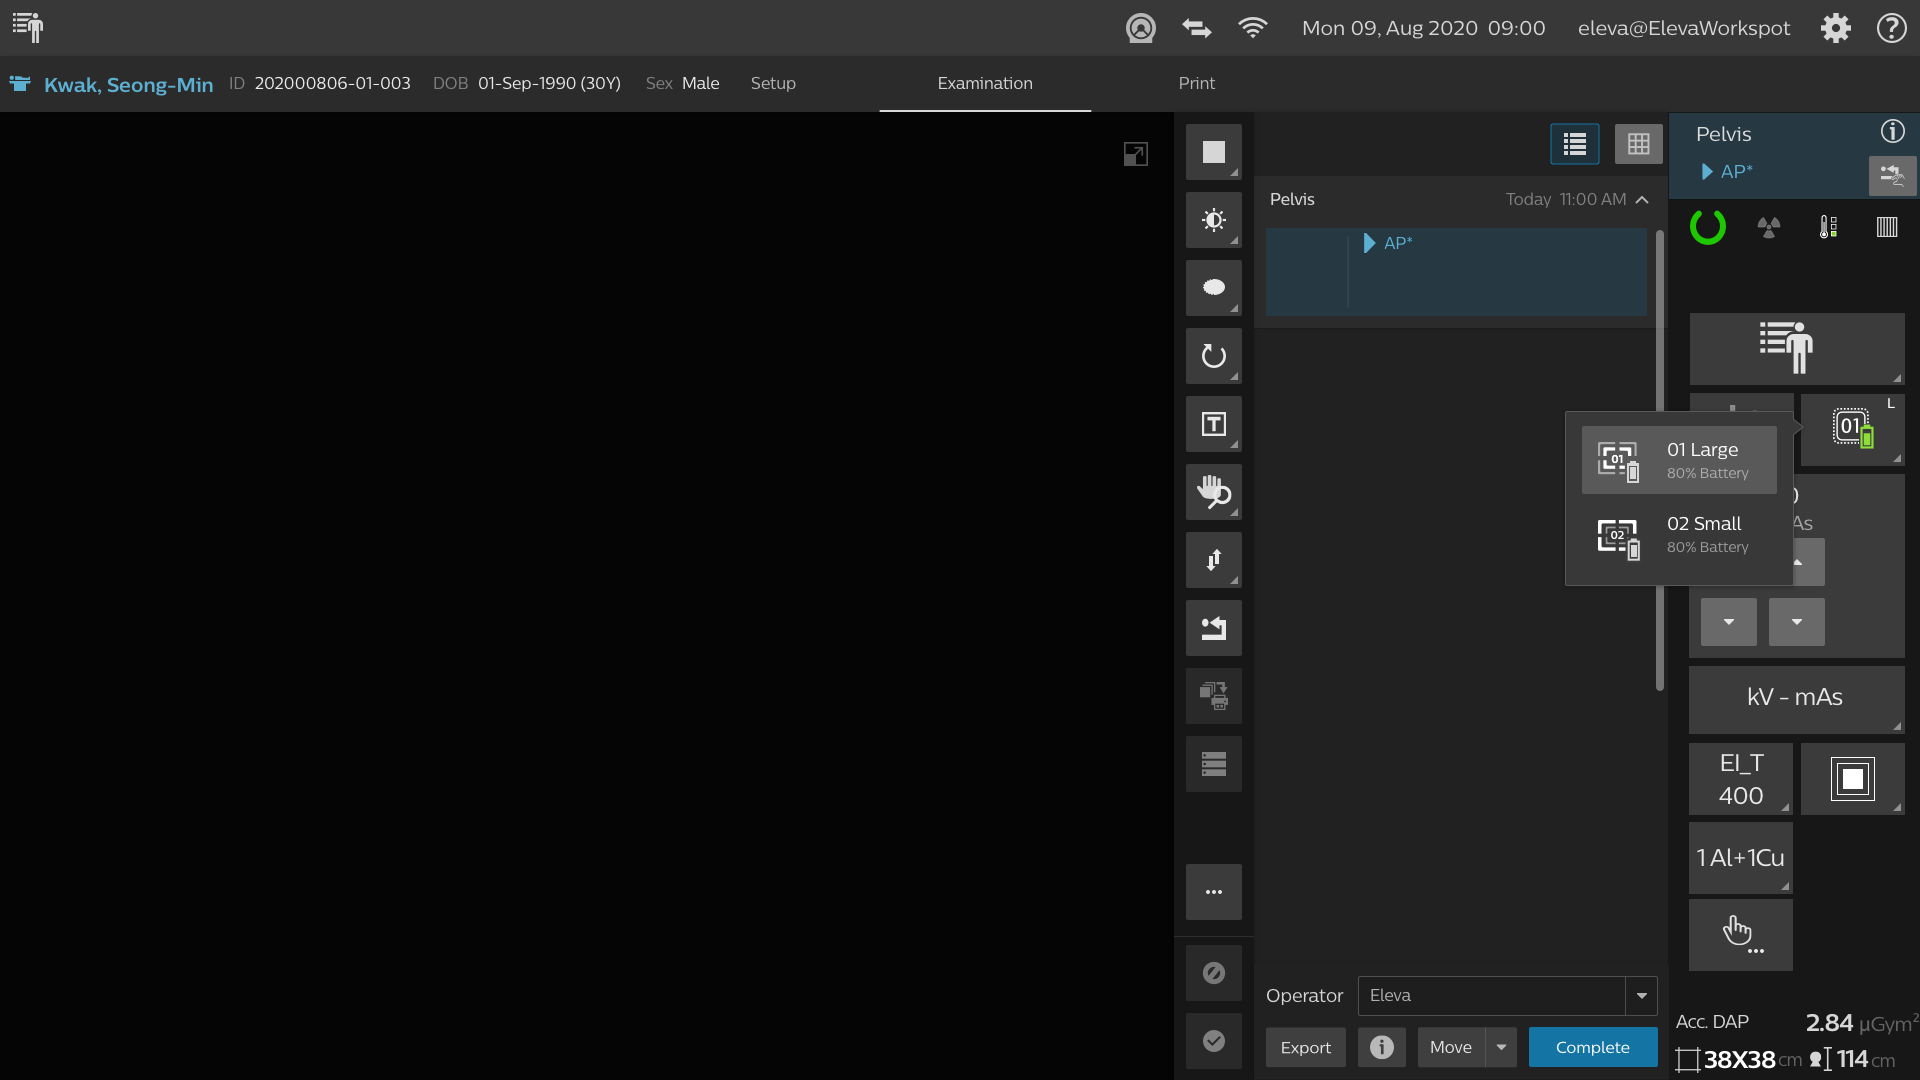 Mon 09, Aug 2020 09:00
eleva@ElevaWorkspot
Kwak, Seong-Min
ID 202000806-01-003
DOB 01-Sep-1990 (30Y)
Sex Male
Setup
Examination
Print
Pelvis
Today 11:00 AM
AP*
Pelvis
AP*
L
01
01
01 Large
80% Battery
02
02 Small
80% Battery
As
kV - mAs
EI_T
400
1 Al+1Cu
T
Operator
Eleva
Export
Move
Complete
Acc. DAP
2.84 µGym²
38X38 cm
114 cm